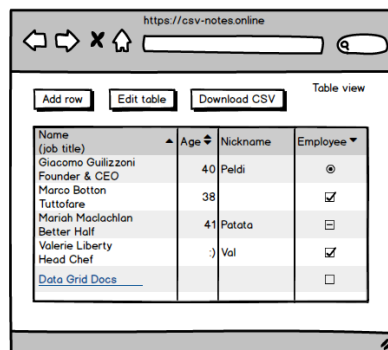 https://csv-notes.online
Add row
Edit table
Download CSV
Table view
Name
(job title)
Age
Nickname
Employee
Giacomo Guilizzoni
Founder & CEO
40
Peldi
Marco Botton
Tuttofare
38
Mariah Maclachlan
Better Half
41
Patata
Valerie Liberty
Head Chef
:)
Val
Data Grid Docs